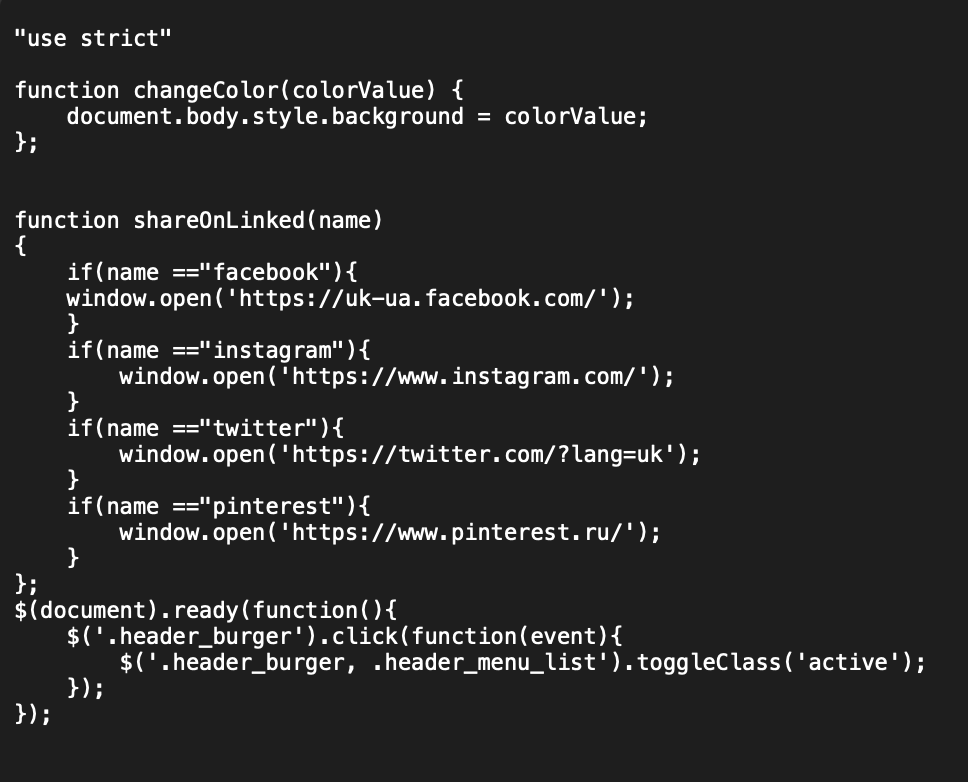 "use strict"

function changeColor(colorValue) {
    document.body.style.background = colorValue;
};


function shareOnLinked(name)
{
    if(name =="facebook"){
    window.open('https://uk-ua.facebook.com/');
    }
    if(name =="instagram"){
        window.open('https://www.instagram.com/');
    }
    if(name =="twitter"){
        window.open('https://twitter.com/?lang=uk');
    }
    if(name =="pinterest"){
        window.open('https://www.pinterest.ru/');
    }
};
$(document).ready(function(){
    $('.header_burger').click(function(event){
        $('.header_burger, .header_menu_list').toggleClass('active');
    });
});